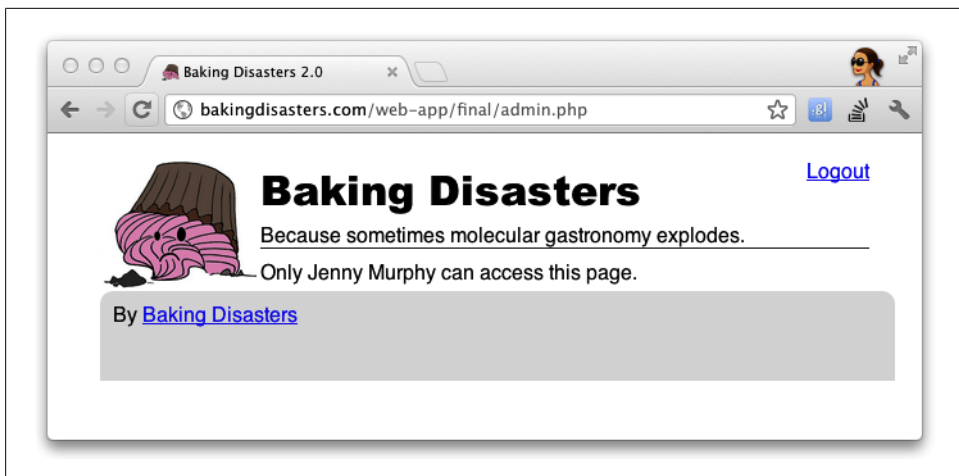 Baking Disasters 2.0
bakingdisasters.com/web-app/final/admin.php
:g!
Logout
Baking Disasters
Because sometimes molecular gastronomy explodes.
Only Jenny Murphy can access this page.
By Baking Disasters